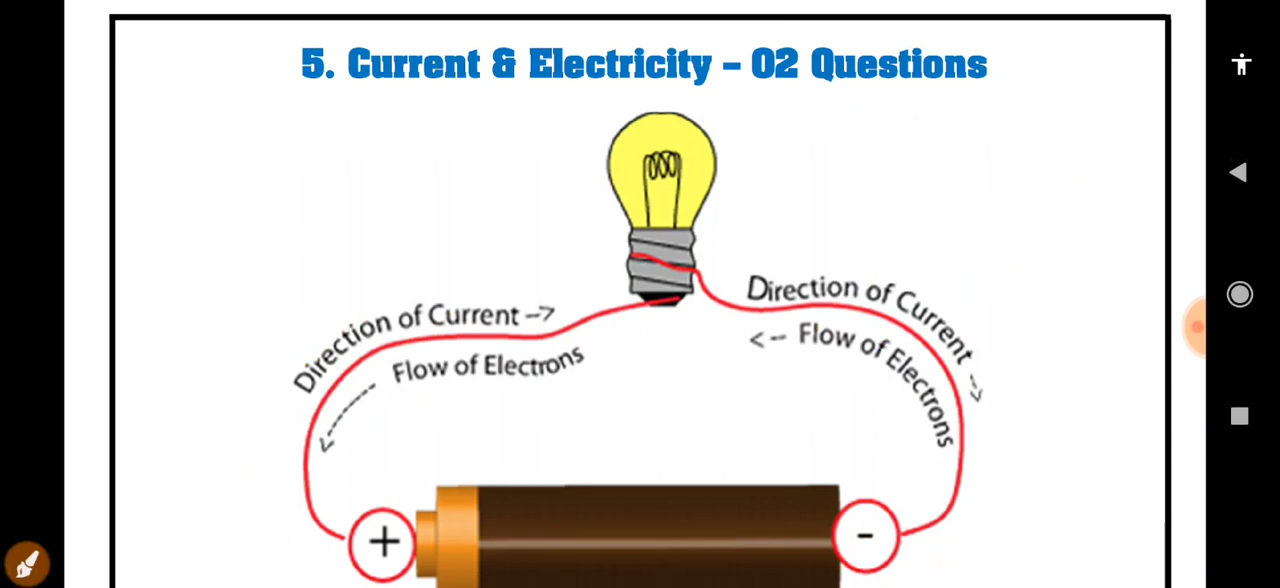 5. Current & Electricity – 02 Questions
Direction of Current -->
Flow of Electrons
<-----
Direction of Current -->
<-- Flow of Electrons
+
-